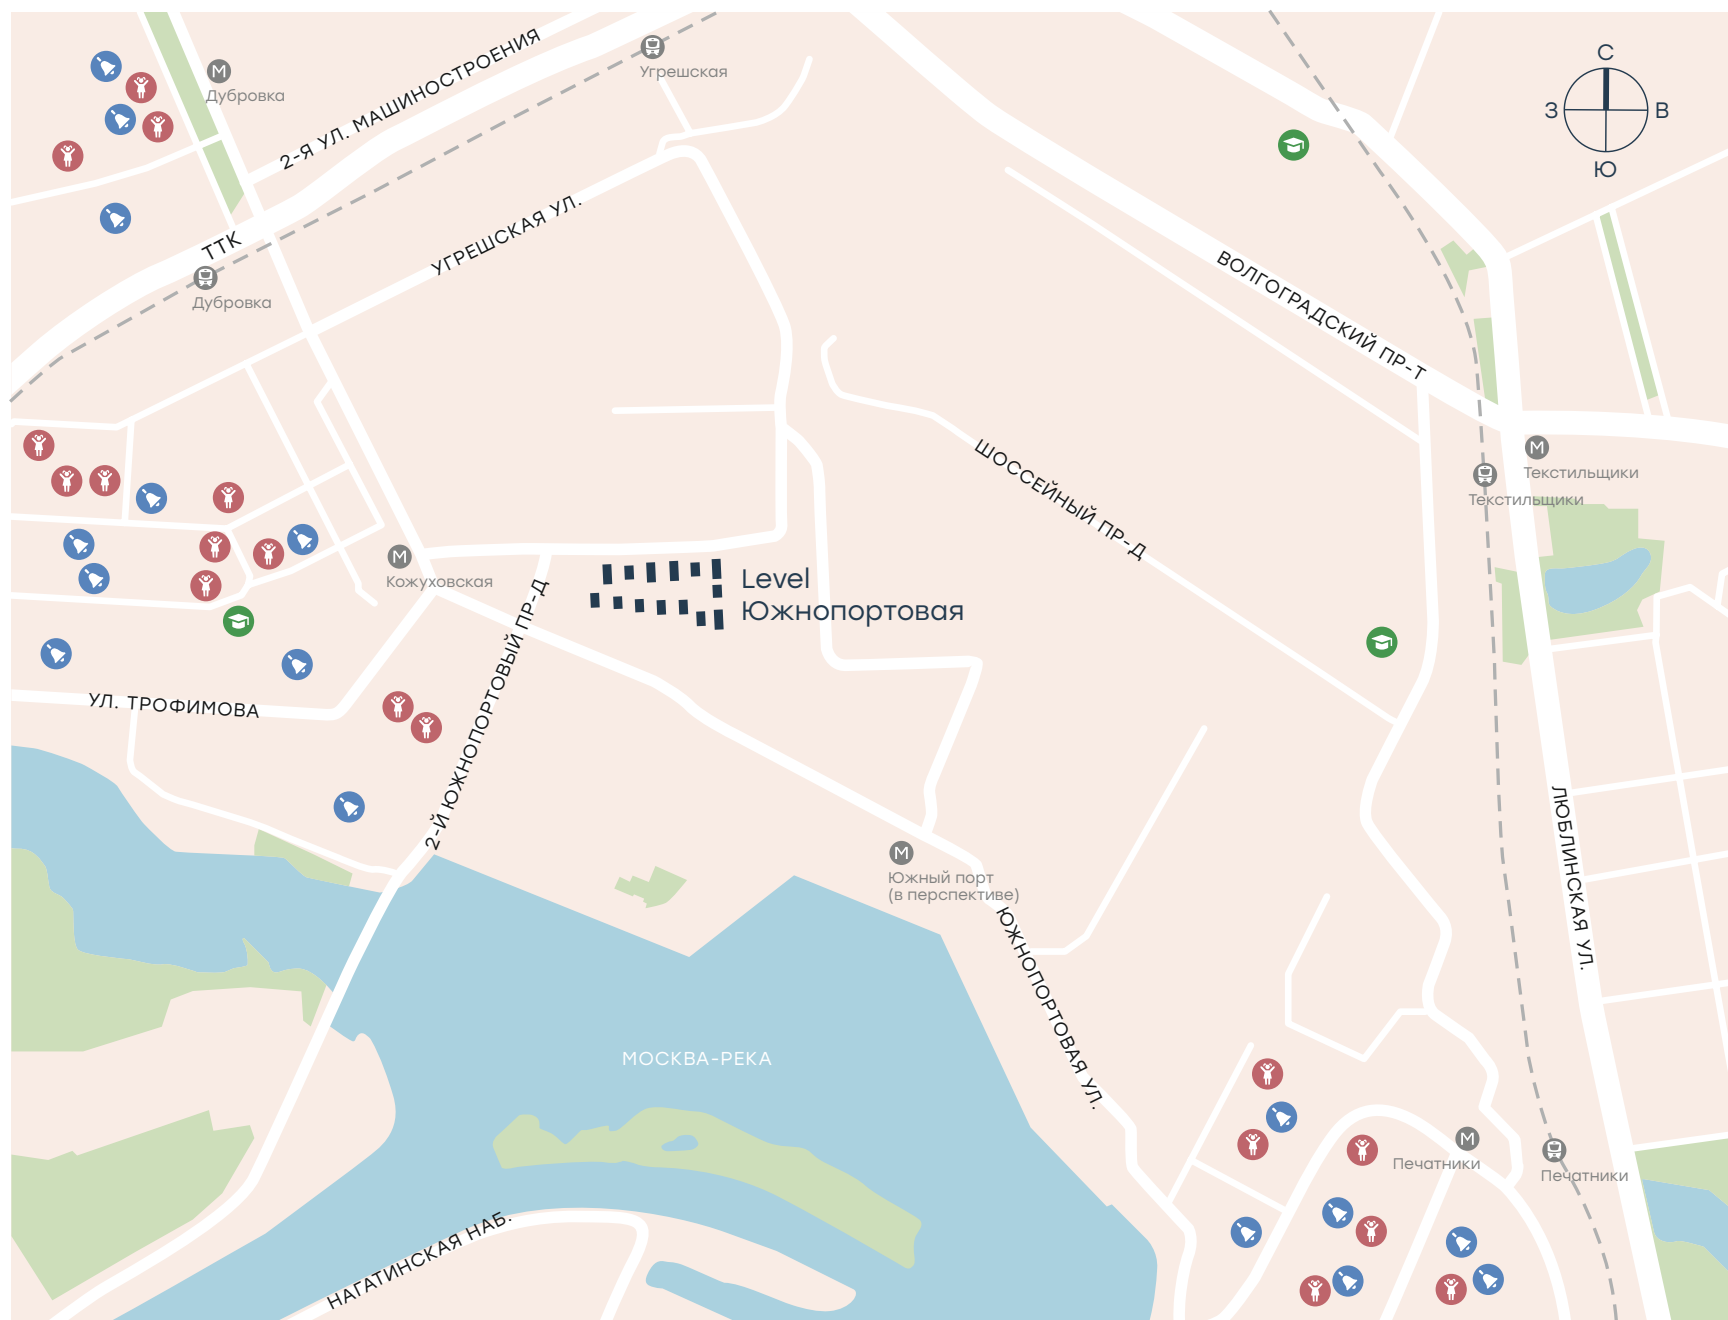 2-Я УЛ. МАШИНОСТРОЕНИЯ
Угрешская
М
Дубровка
С
З
В
Ю
ТТК
Дубровка
УГРЕШСКАЯ УЛ.
ВОЛГОГРАДСКИЙ ПР-Т
М
Текстильщики
Текстильщики
ШОССЕЙНЫЙ ПР-Д
М
Кожуховская
Level
Южнопортовая
2-Й ЮЖНОПОРТОВЫЙ ПР-Д
УЛ. ТРОФИМОВА
ЛЮБЛИНСКАЯ УЛ.
М
Южный порт
(в перспективе)
ЮЖНОПОРТОВАЯ УЛ.
МОСКВА-РЕКА
М
Печатники
Печатники
НАГАТИНСКАЯ НАБ.